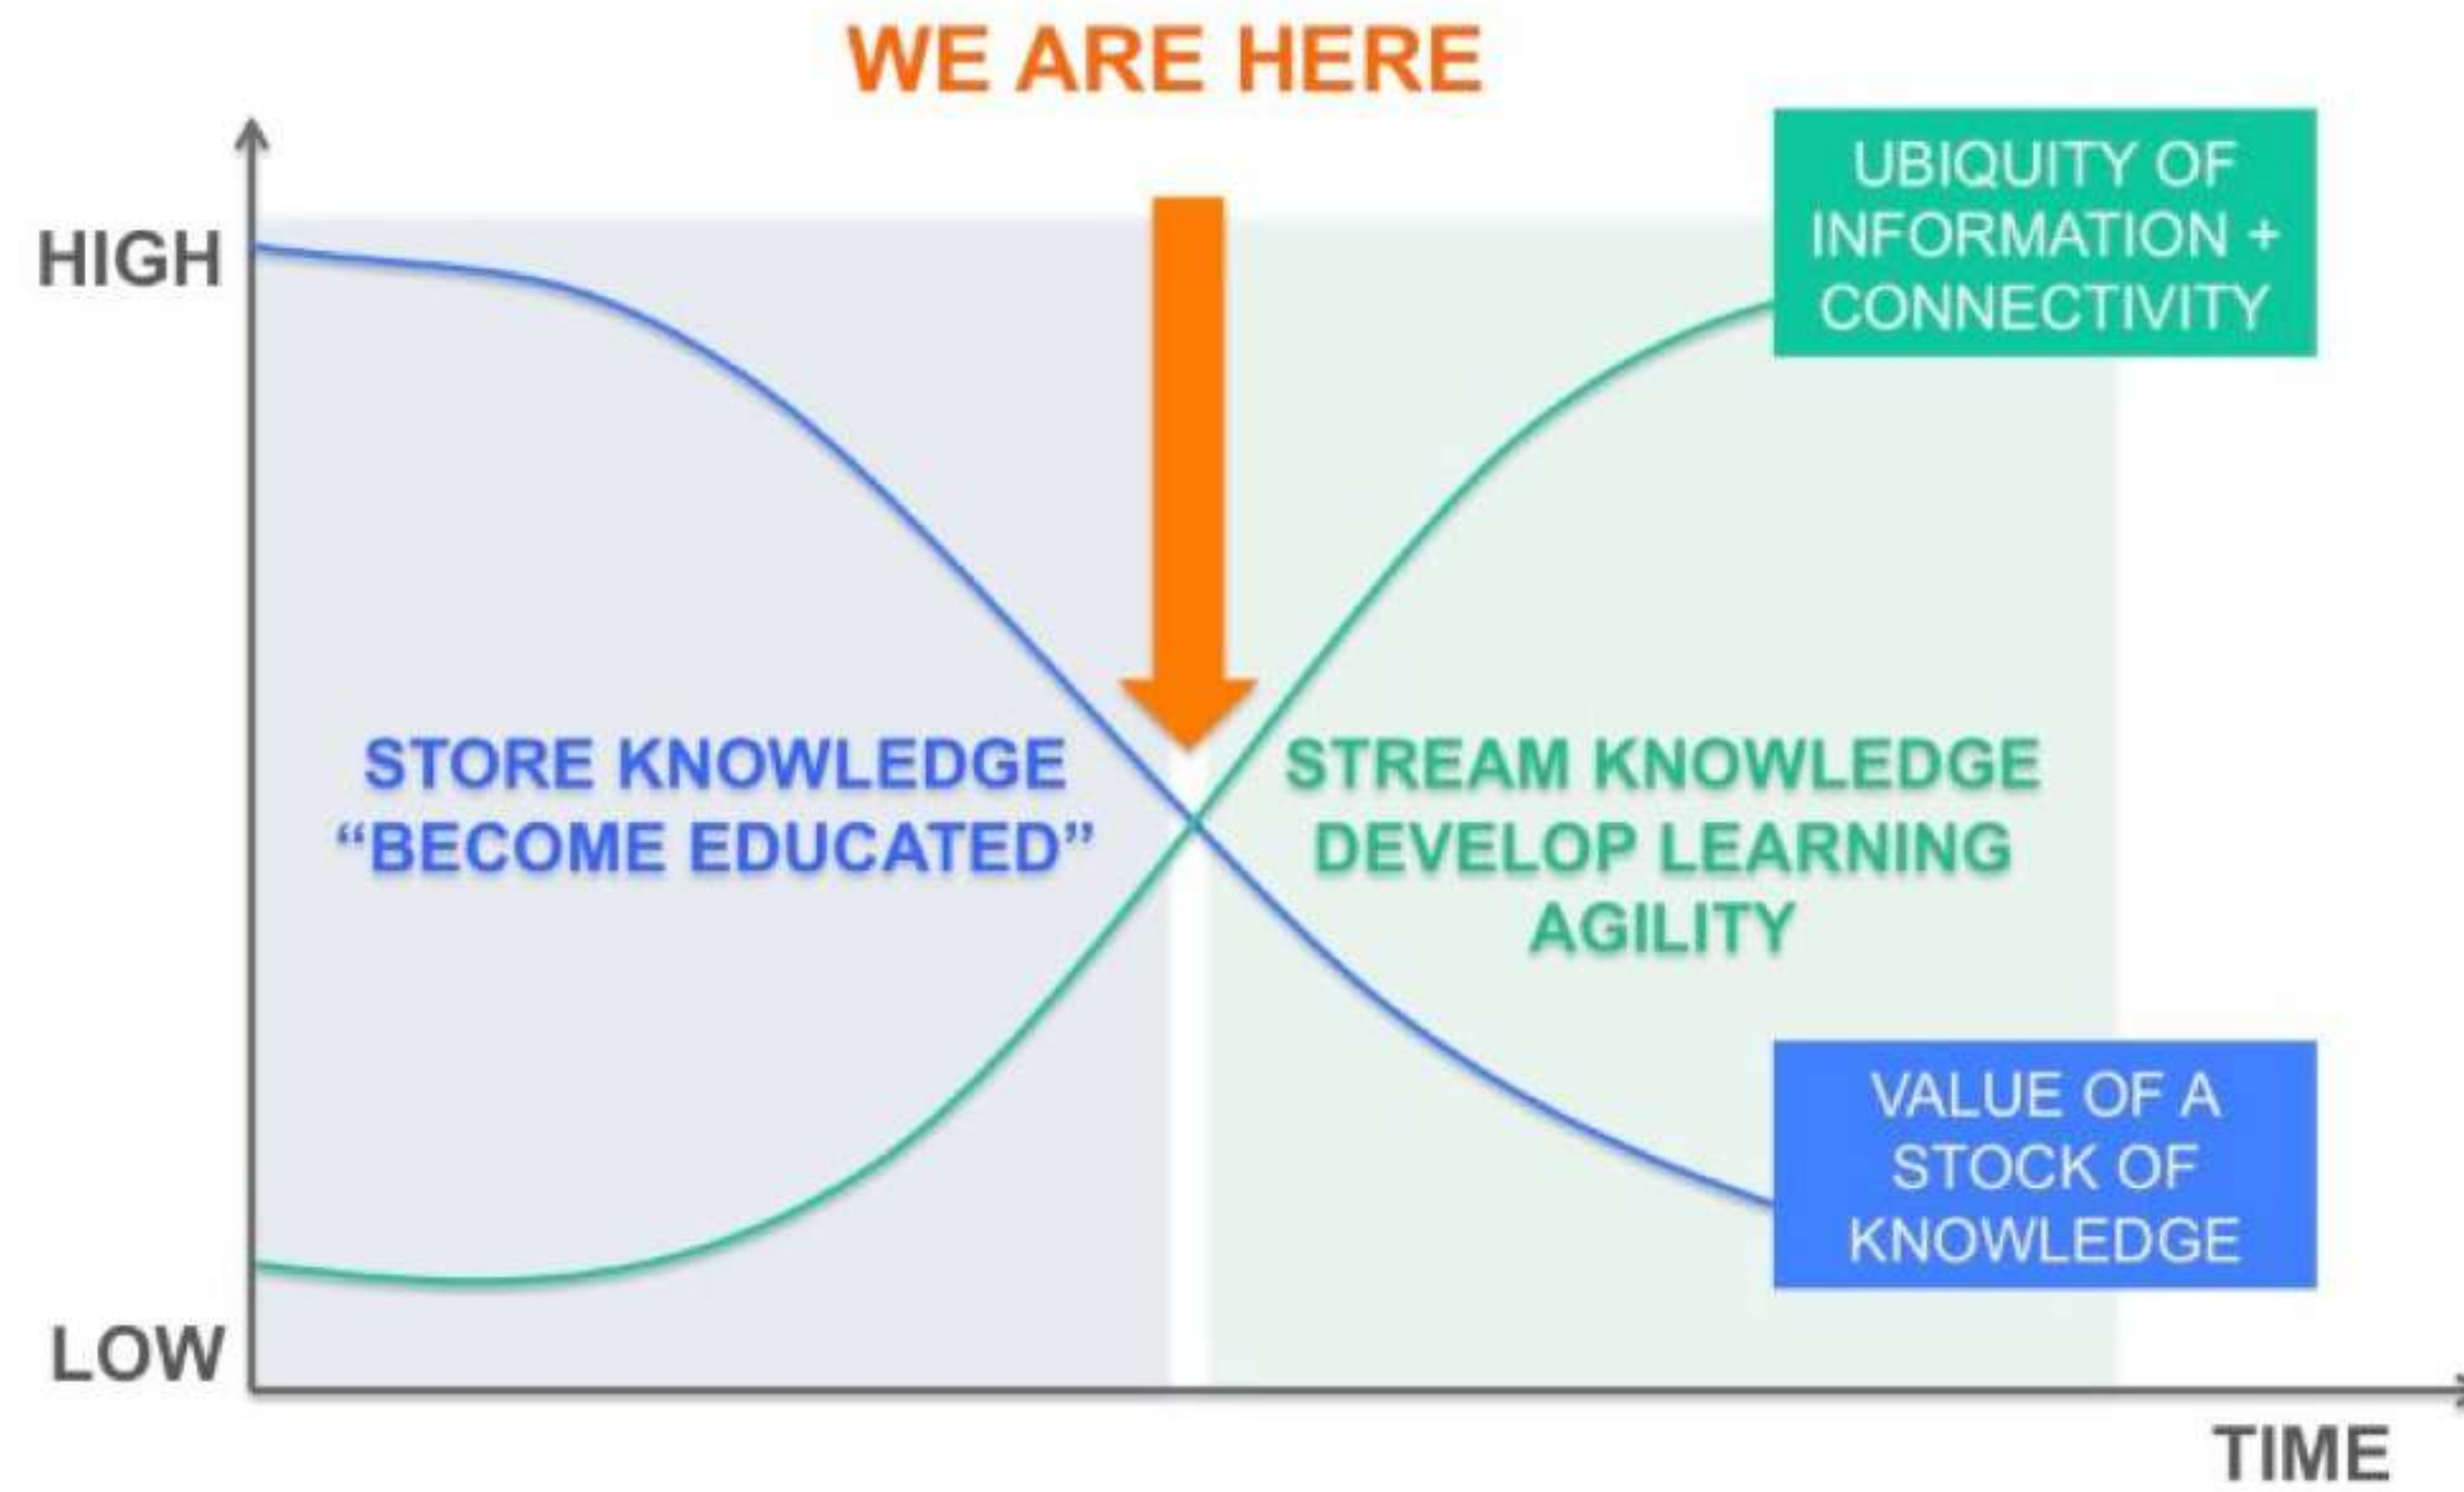 WE ARE HERE
HIGH
UBIQUITY OF
INFORMATION +
CONNECTIVITY
STORE KNOWLEDGE
“BECOME EDUCATED”
STREAM KNOWLEDGE
DEVELOP LEARNING
AGILITY
VALUE OF A
STOCK OF
KNOWLEDGE
LOW
TIME